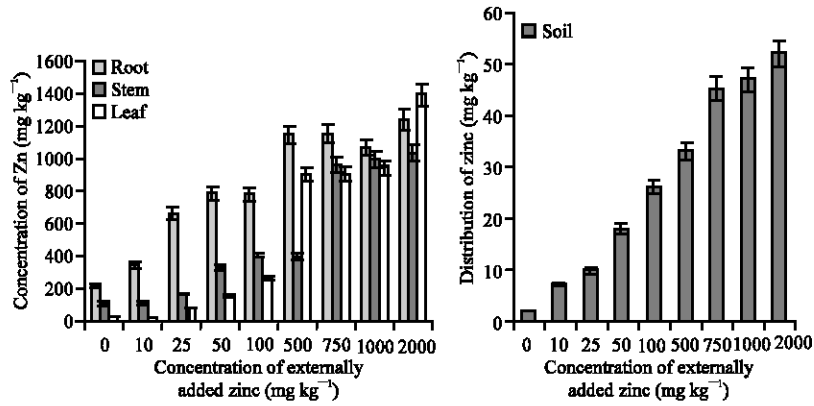 Root
Stem
Leaf
Concentration of Zn (mg kg⁻¹)
1600
1400
1200
1000
800
600
400
200
0
0 10 25 50 100 500 750 1000 2000
Concentration of externally
added zinc (mg kg⁻¹)
Soil
Distribution of zinc (mg kg⁻¹)
60
50
40
30
20
10
0
0 10 25 50 100 500 750 1000 2000
Concentration of externally
added zinc (mg kg⁻¹)